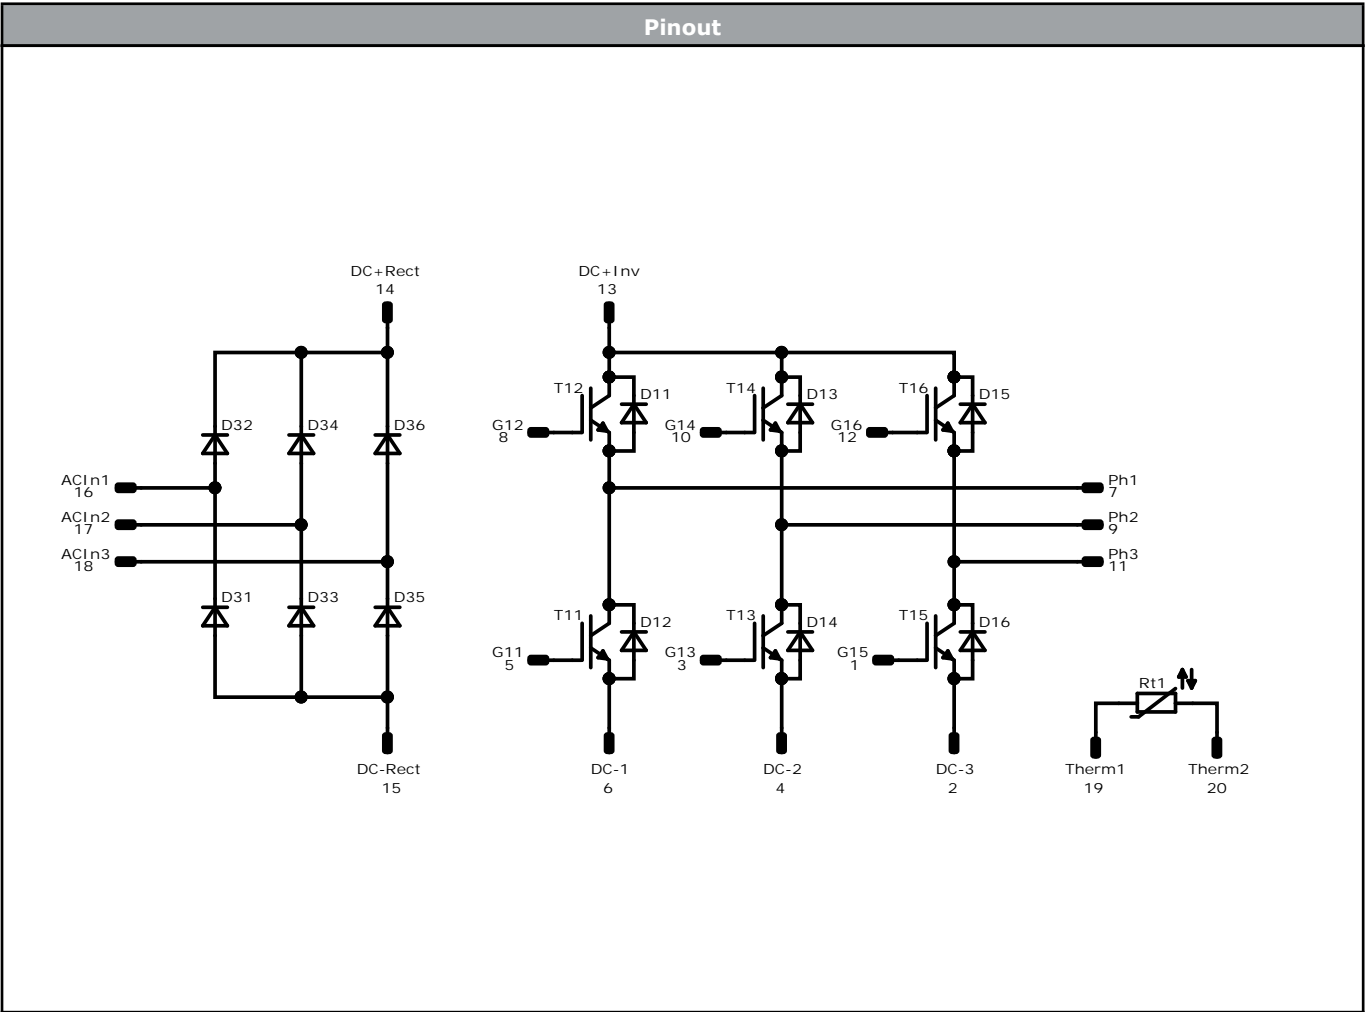 Pinout
DC+Rect
14
DC+Inv
13
T12
D11
T14
D13
T16
D15
D32
D34
D36
G12
8
G14
10
G16
12
ACIn1
16
ACIn2
17
ACIn3
18
Ph1
7
Ph2
9
Ph3
11
D31
D33
D35
T11
D12
T13
D14
T15
D16
G11
5
G13
3
G15
1
Rt1
DC-Rect
15
DC-1
6
DC-2
4
DC-3
2
Therm1
19
Therm2
20